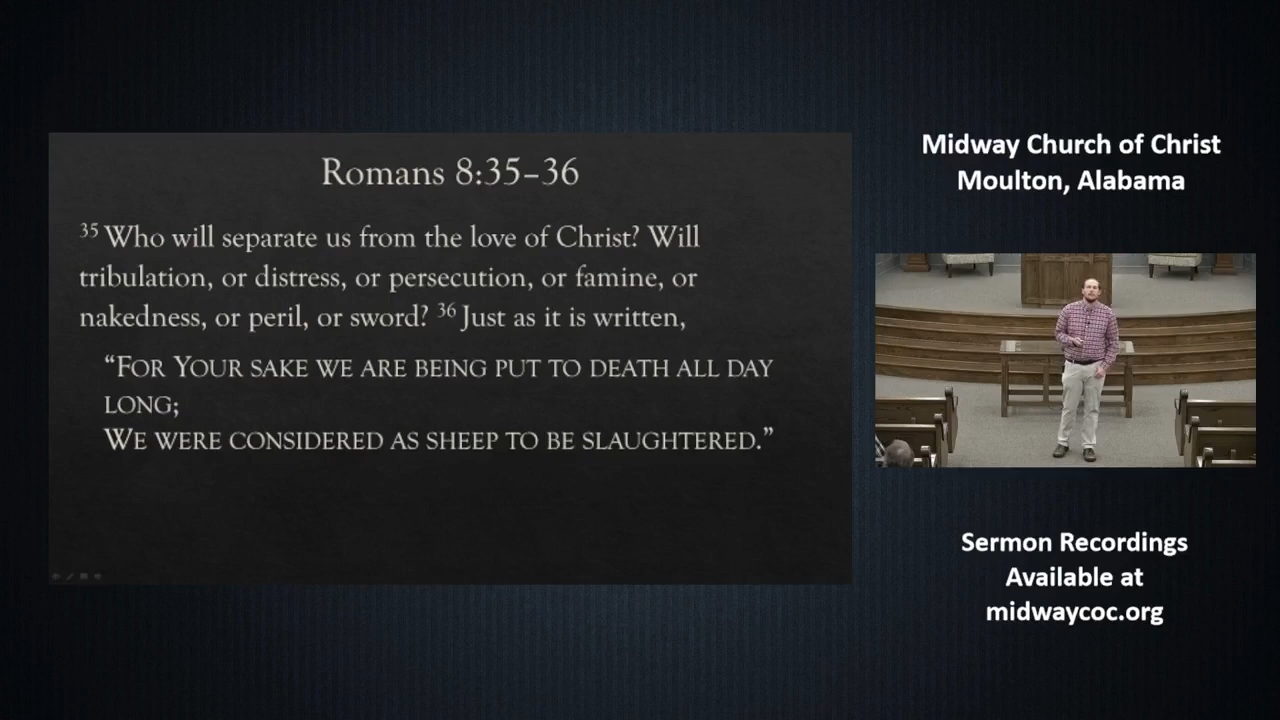 Romans 8:35–36
35 Who will separate us from the love of Christ? Will
tribulation, or distress, or persecution, or famine, or
nakedness, or peril, or sword? 36 Just as it is written,
“FOR YOUR SAKE WE ARE BEING PUT TO DEATH ALL DAY
LONG;
WE WERE CONSIDERED AS SHEEP TO BE SLAUGHTERED.”
Midway Church of Christ
Moulton, Alabama
Sermon Recordings
Available at
midwaycoc.org